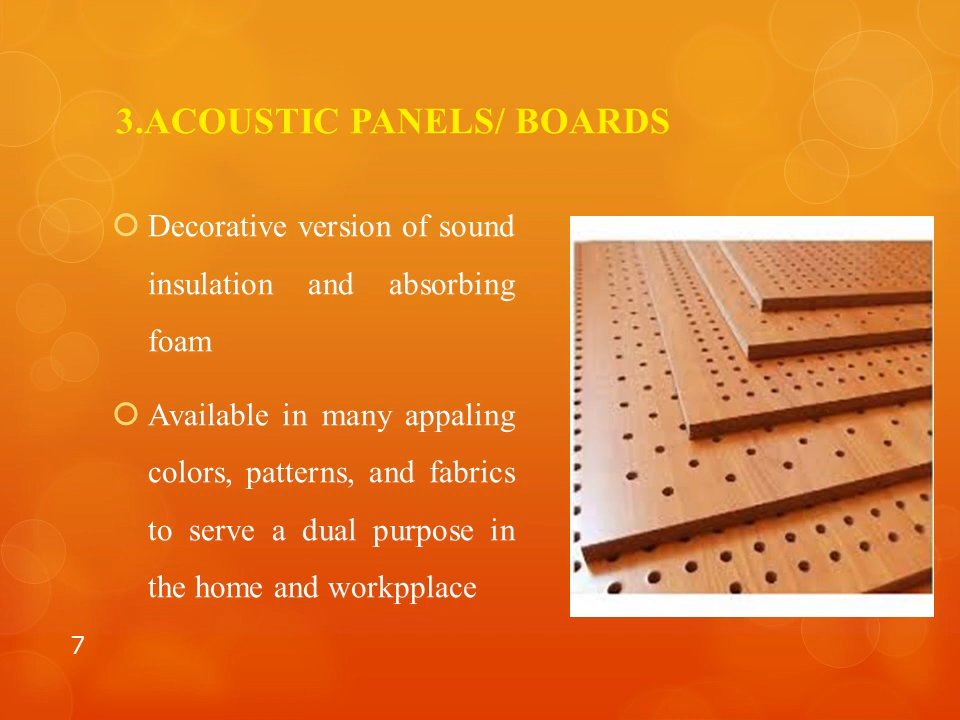 3.ACOUSTIC PANELS/ BOARDS
Decorative version of sound
insulation and absorbing
foam
Available in many appaling
colors, patterns, and fabrics
to serve a dual purpose in
the home and workpplace
7